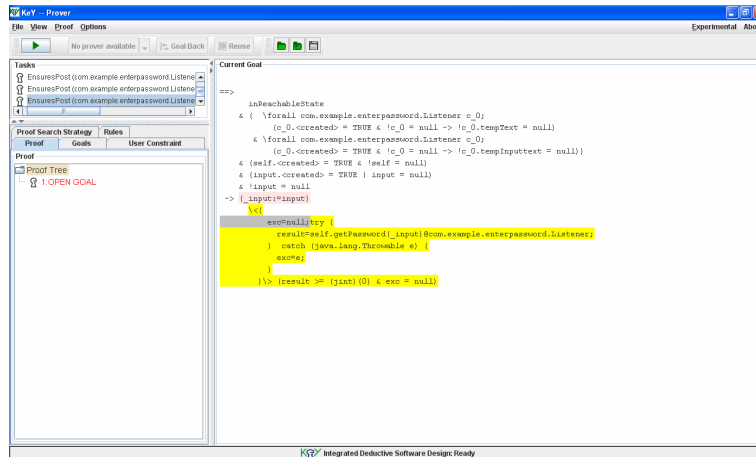 KeY -- Prover
File View Proof Options
Experimental Abo
No prover available
Goal Back
Reuse
Tasks
EnsuresPost (com.example.enterpassword.Listene
EnsuresPost (com.example.enterpassword.Listene
EnsuresPost (com.example.enterpassword.Listene
Proof Search Strategy Rules
Proof Goals User Constraint
Proof
Proof Tree
1:OPEN GOAL
Current Goal
==>
inReachableState
& ( \forall com.example.enterpassword.Listener c_0;
(c_0.<created> = TRUE & !c_0 = null -> !c_0.tempText = null)
& \forall com.example.enterpassword.Listener c_0;
(c_0.<created> = TRUE & !c_0 = null -> !c_0.tempInputtext = null))
& (self.<created> = TRUE & !self = null)
& (input.<created> = TRUE | input = null)
& !input = null
-> {_input:=input}
\<{
exc=null;try {
result=self.getPassword(_input)@com.example.enterpassword.Listener;
} catch (java.lang.Throwable e) {
exc=e;
}
}\> (result >= (jint)(0) & exc = null)
KeY Integrated Deductive Software Design: Ready